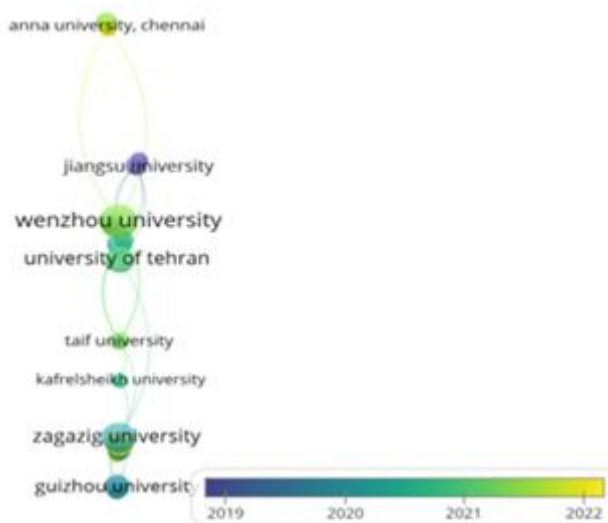 anna university, chennai
jiangsu university
wenzhou university
university of tehran
taif university
kafrelsheikh university
zagazig university
guizhou universit
2019 2020 2021 2022